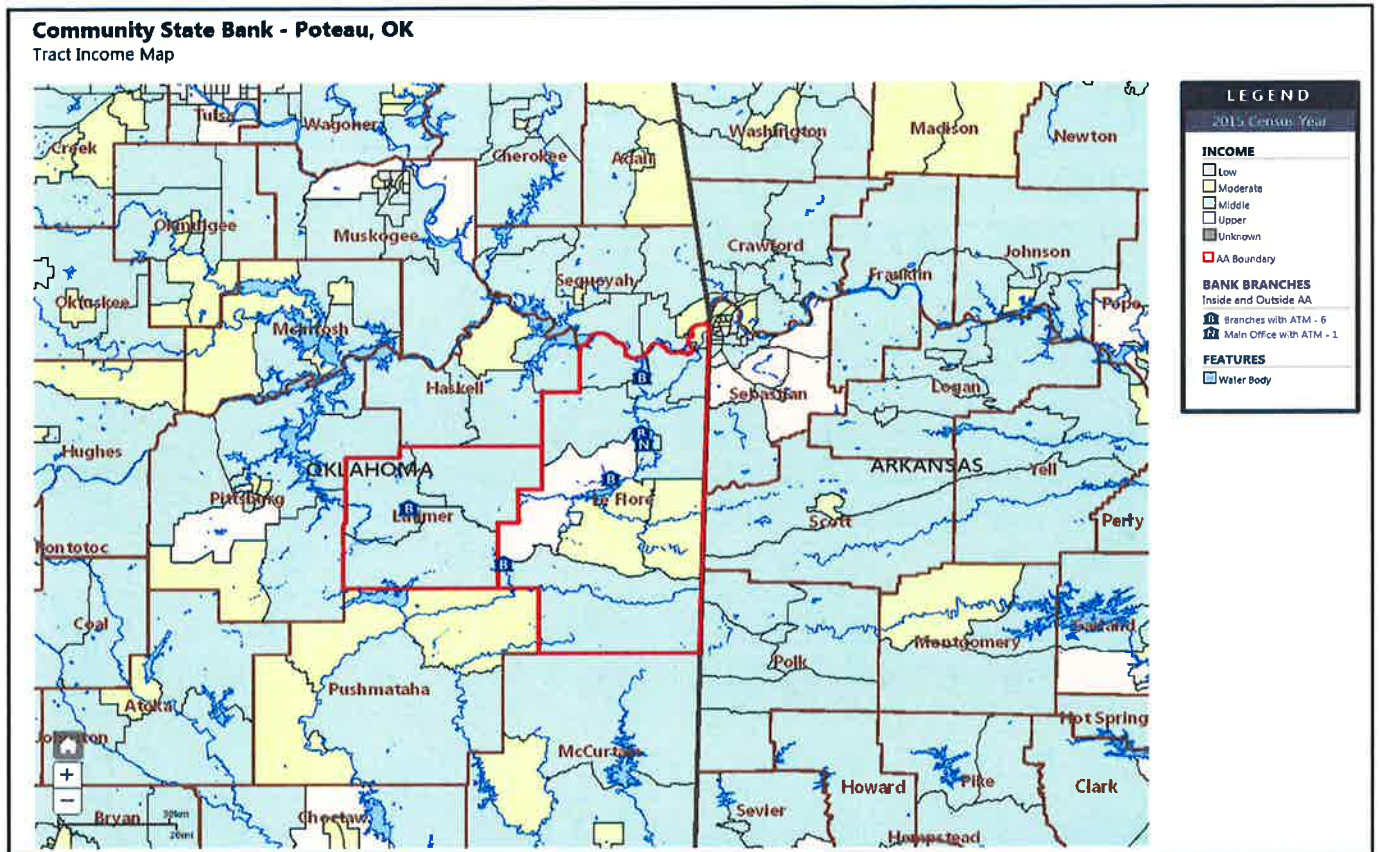 Community State Bank - Poteau, OK
Tract Income Map
LEGEND
2015 Census Year
INCOME
Low
Moderate
Middle
Upper
Unknown
AA Boundary
BANK BRANCHES
Inside and Outside AA
B Branches with ATM - 6
Main Office with ATM - 1
FEATURES
Water Body
Tulsa
Wagoner
Washington
Madison
Newton
Creek
Cherokee
Adair
Okmulgee
Muskogee
Crawford
Johnson
Sequoyah
Franklin
Okfuskee
McIntosh
Pope
Haskell
Sebastian
Logan
Hughes
OKLAHOMA
ARKANSAS
Yell
Pittsburg
B
B
B
Le Flore
Latimer
Scott
Perry
Pontotoc
B
Coal
Garland
Montgomery
Polk
Pushmataha
Atoka
Hot Spring
Johnston
McCurtain
+
Howard
Pike
Clark
−
Bryan
30km
20mi
Choctaw
Sevier
Hempstead